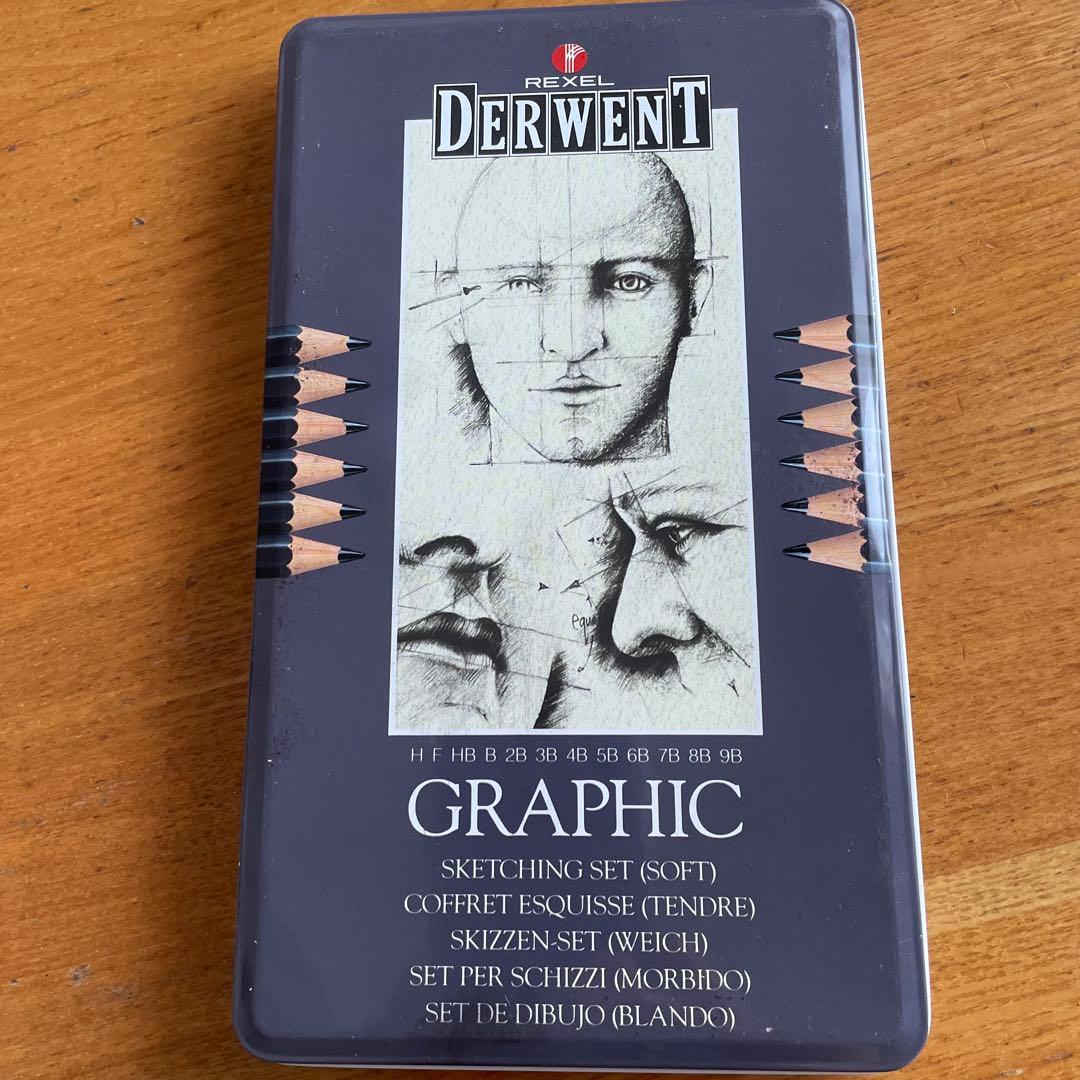 REXEL
DERWENT
H F HB B 2B 3B 4B 5B 6B 7B 8B 9B
GRAPHIC
SKETCHING SET (SOFT)
COFFRET ESQUISSE (TENDRE)
SKIZZEN-SET (WEICH)
SET PER SCHIZZI (MORBIDO)
SET DE DIBUJO (BLANDO)